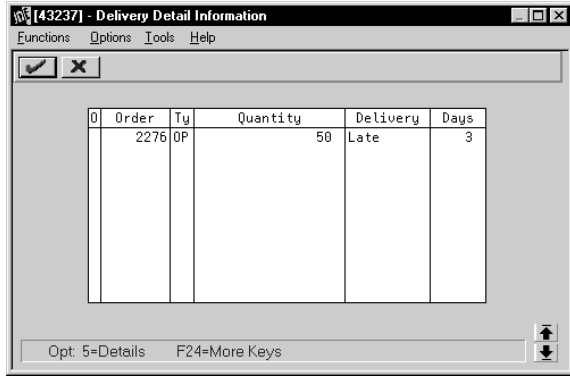 JDE [43237] - Delivery Detail Information
Functions Options Tools Help
O Order Ty Quantity Delivery Days
2276 OP 50 Late 3
Opt: 5=Details F24=More Keys